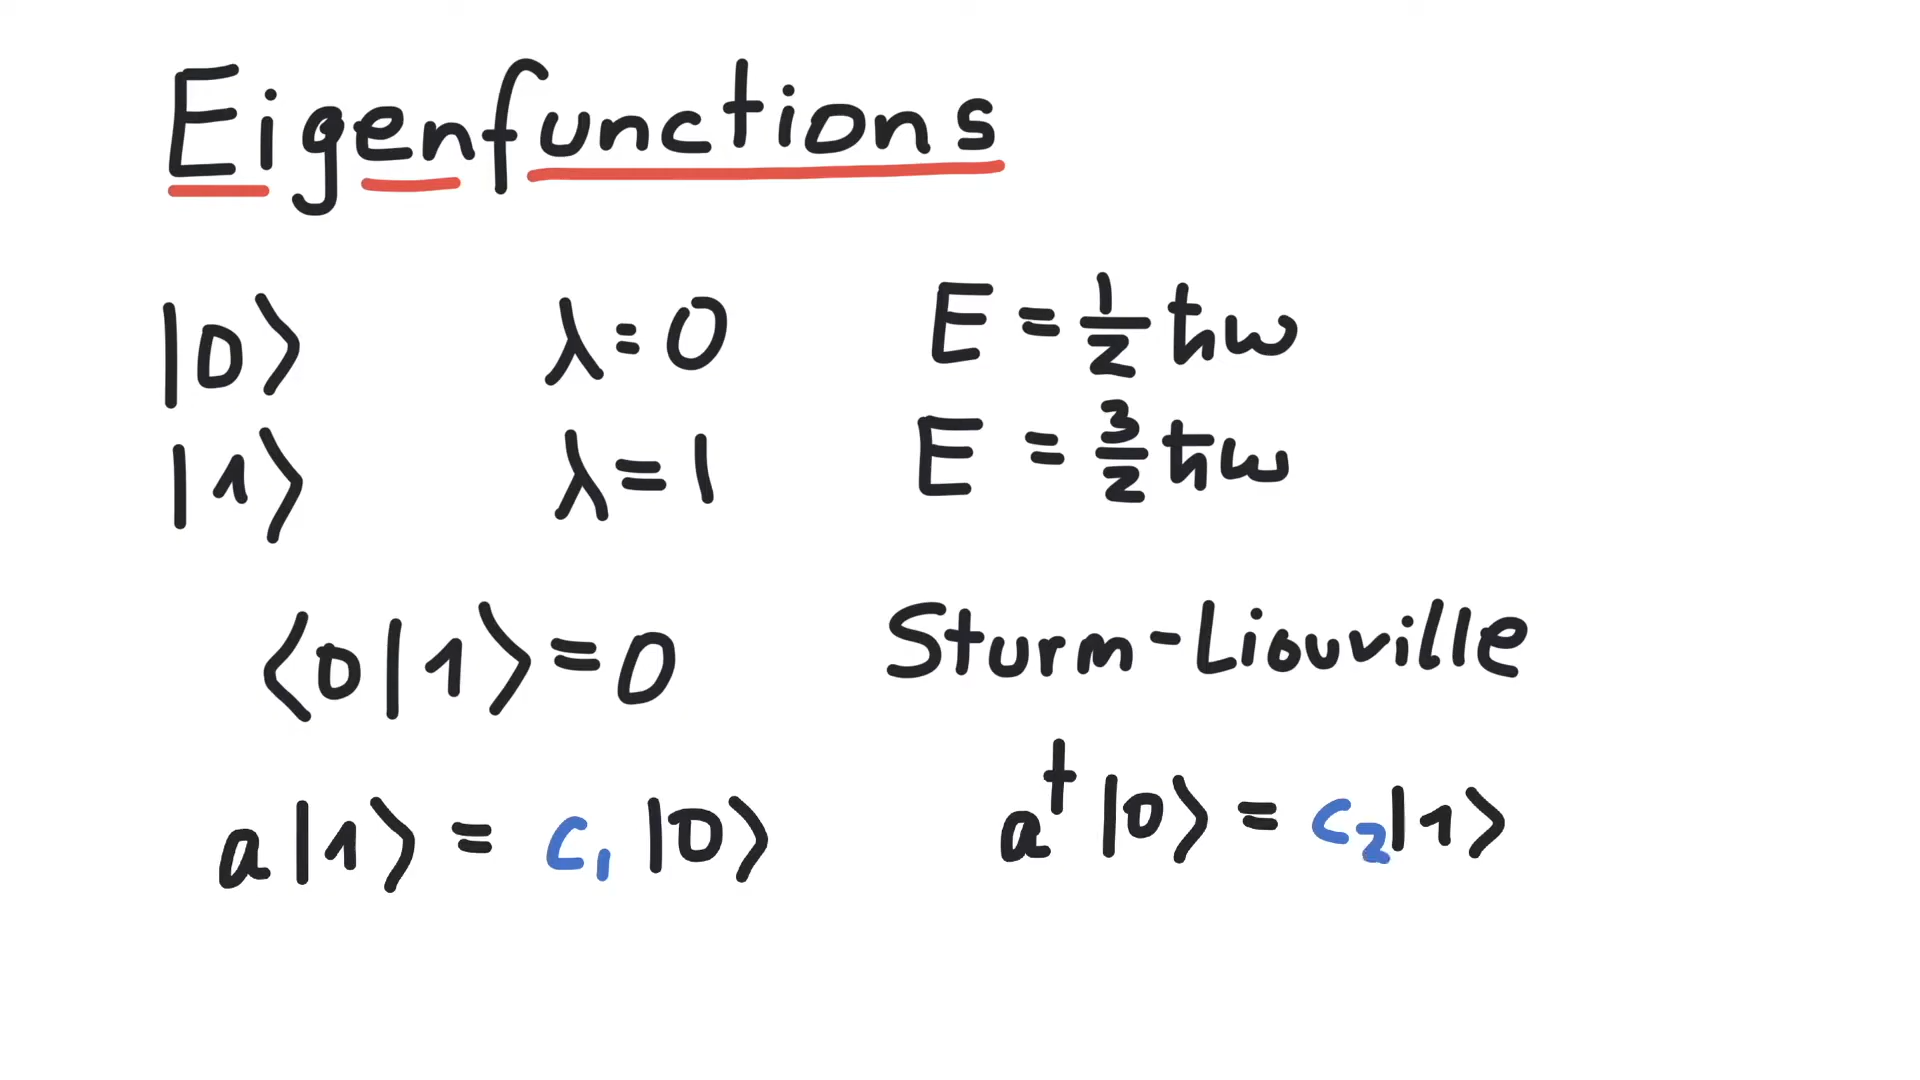 Eigenfunctions
|0⟩ λ=0 E = 1/2 ℏω
|1⟩ λ=1 E = 3/2 ℏω
⟨0|1⟩=0 Sturm-Liouville
a|1⟩ = c₁ |0⟩ a† |0⟩ = c₂|1⟩